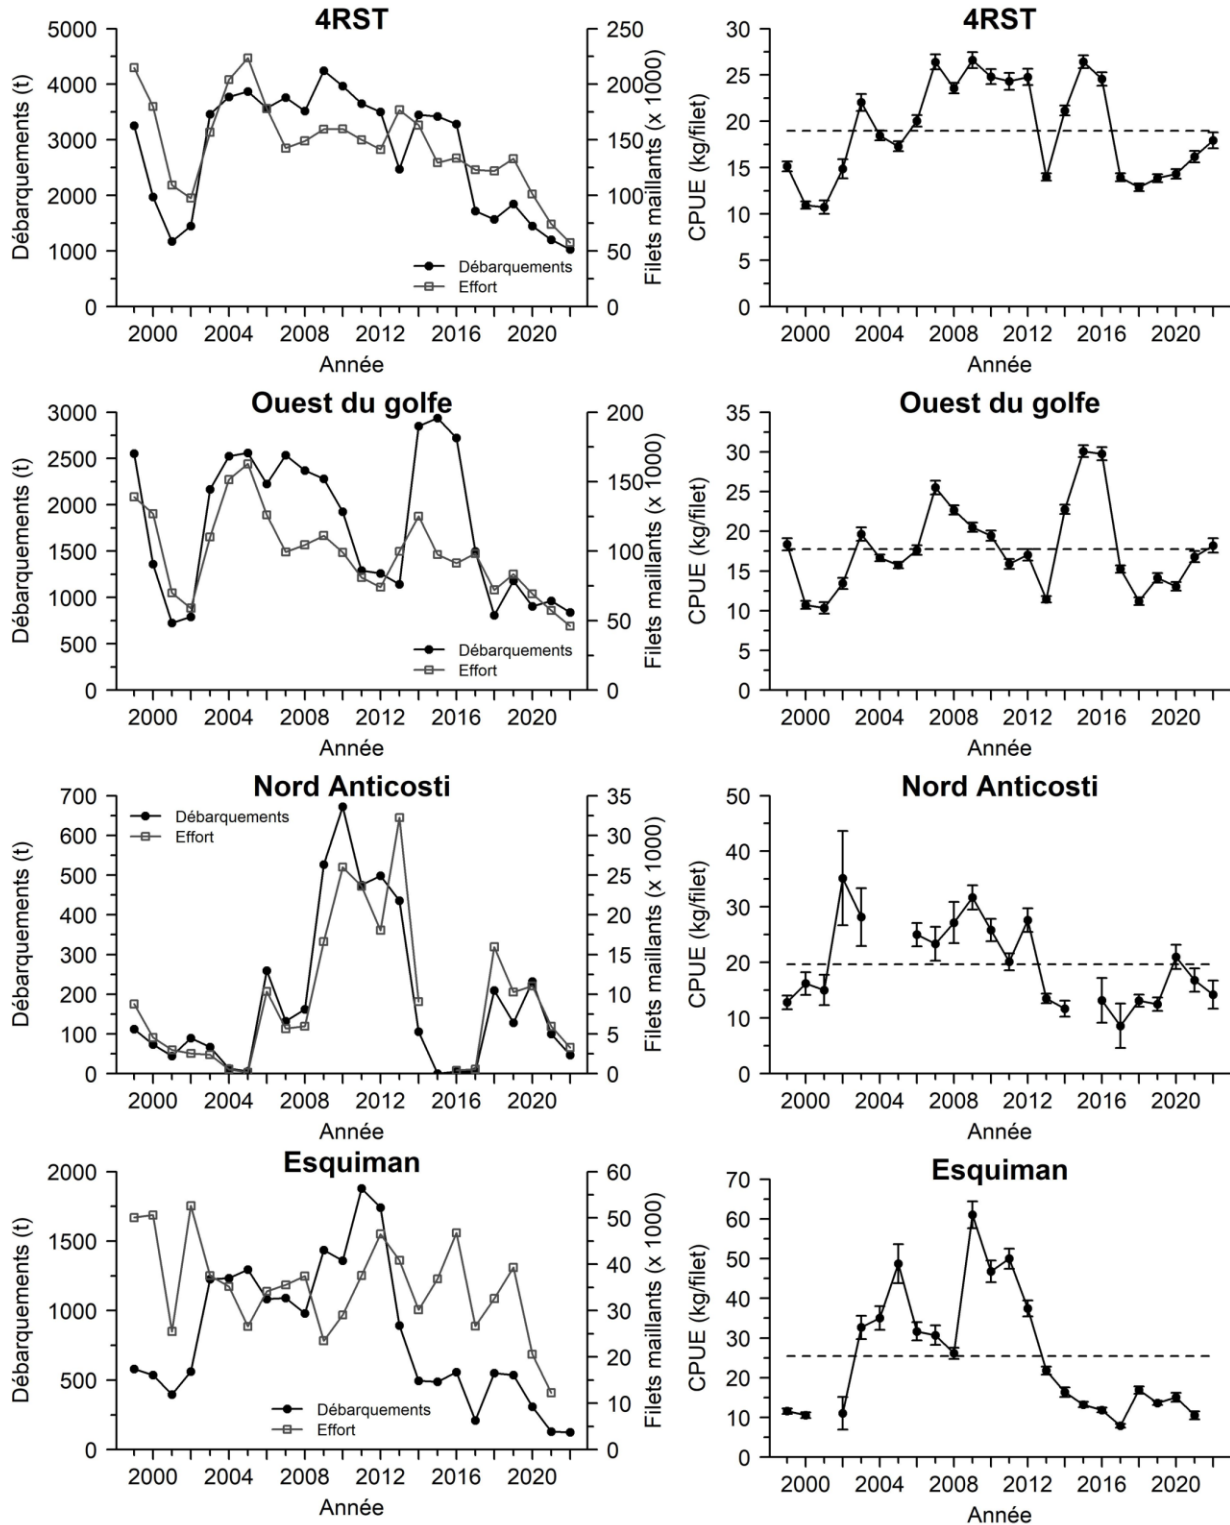 4RST
5000
4000
3000
2000
1000
0
Débarquements (t)
250
200
150
100
50
0
Filets maillants (x 1000)
Débarquements
Effort
2000 2004 2008 2012 2016 2020
Année
4RST
30
25
20
15
10
5
0
CPUE (kg/filet)
2000 2004 2008 2012 2016 2020
Année
Ouest du golfe
3000
2500
2000
1500
1000
500
0
Débarquements (t)
200
150
100
50
0
Filets maillants (x 1000)
Débarquements
Effort
2000 2004 2008 2012 2016 2020
Année
Ouest du golfe
35
30
25
20
15
10
5
0
CPUE (kg/filet)
2000 2004 2008 2012 2016 2020
Année
Nord Anticosti
700
600
500
400
300
200
100
0
Débarquements (t)
35
30
25
20
15
10
5
0
Filets maillants (x 1000)
Débarquements
Effort
2000 2004 2008 2012 2016 2020
Année
Nord Anticosti
50
40
30
20
10
0
CPUE (kg/filet)
2000 2004 2008 2012 2016 2020
Année
Esquiman
2000
1500
1000
500
0
Débarquements (t)
60
50
40
30
20
10
0
Filets maillants (x 1000)
Débarquements
Effort
2000 2004 2008 2012 2016 2020
Année
Esquiman
70
60
50
40
30
20
10
0
CPUE (kg/filet)
2000 2004 2008 2012 2016 2020
Année